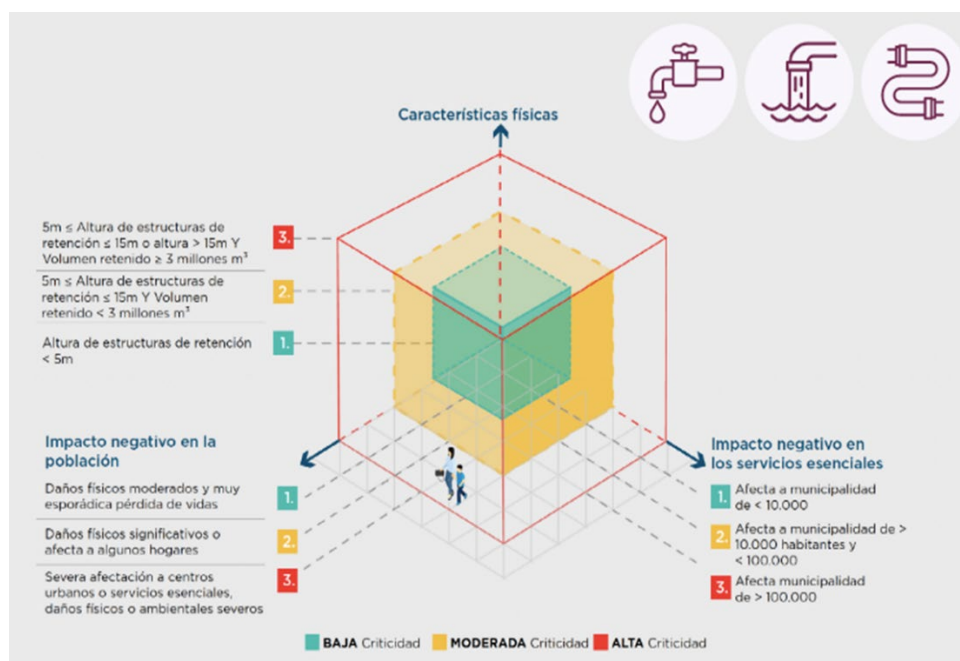 Características físicas
5m ≤ Altura de estructuras de
retención ≤ 15m o altura > 15m Y
Volumen retenido ≥ 3 millones m³
3.
5m ≤ Altura de estructuras de
retención ≤ 15m Y Volumen
retenido < 3 millones m³
2.
Altura de estructuras de retención
< 5m
1.
Impacto negativo en la
población
Daños físicos moderados y muy
esporádica pérdida de vidas
1.
Daños físicos significativos o
afecta a algunos hogares
2.
Severa afectación a centros
urbanos o servicios esenciales,
daños físicos o ambientales severos
3.
Impacto negativo en
los servicios esenciales
1.
Afecta a municipalidad
de < 10.000
2.
Afecta a municipalidad de >
10.000 habitantes y
< 100.000
3.
Afecta municipalidad
de > 100.000
BAJA Criticidad MODERADA Criticidad ALTA Criticidad